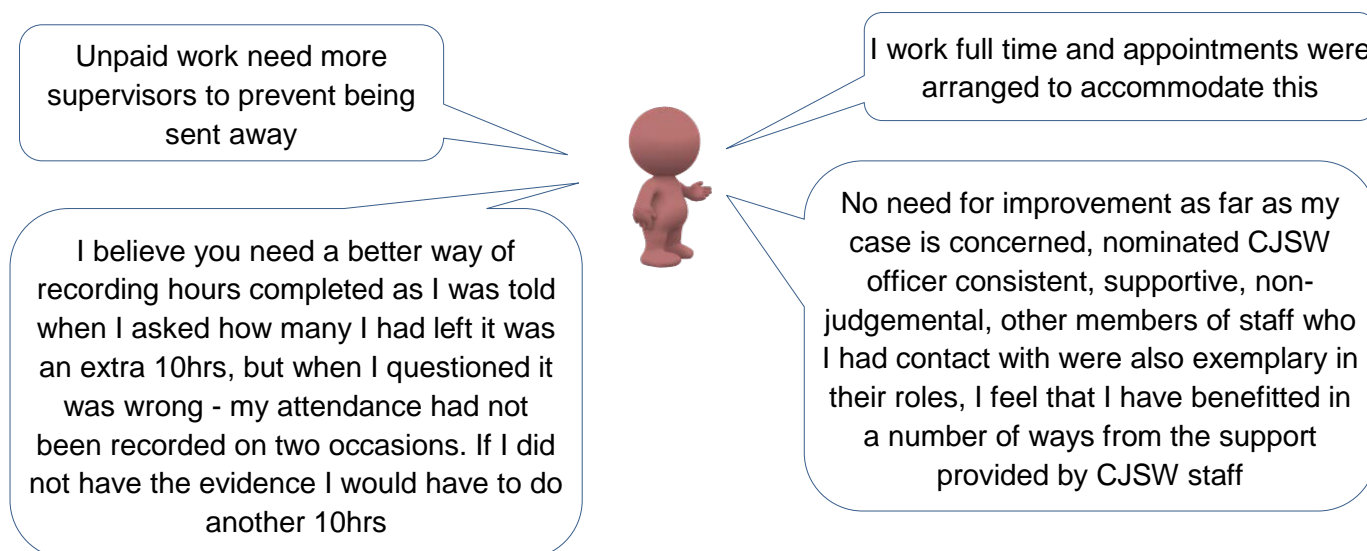 Unpaid work need more
supervisors to prevent being
sent away
I work full time and appointments were
arranged to accommodate this
I believe you need a better way of
recording hours completed as I was told
when I asked how many I had left it was
an extra 10hrs, but when I questioned it
was wrong - my attendance had not
been recorded on two occasions. If I did
not have the evidence I would have to do
another 10hrs
No need for improvement as far as my
case is concerned, nominated CJSW
officer consistent, supportive, non-
judgemental, other members of staff who
I had contact with were also exemplary in
their roles, I feel that I have benefitted in
a number of ways from the support
provided by CJSW staff